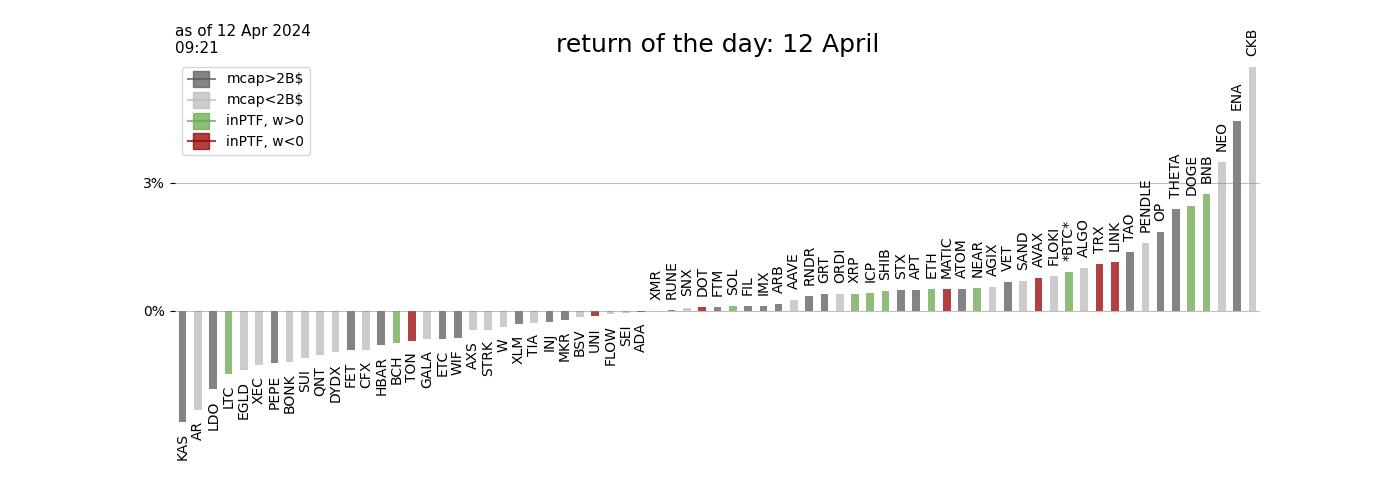 as of 12 Apr 2024
09:21
return of the day: 12 April
mcap>2B$
mcap<2B$
inPTF, w>0
inPTF, w<0
3%
0%
KAS
AR
LDO
LTC
EGLD
XEC
PEPE
BONK
SUI
QNT
DYDX
FET
CFX
HBAR
BCH
TON
GALA
ETC
WIF
AXS
STRK
W
XLM
TIA
INJ
MKR
BSV
UNI
FLOW
SEI
ADA
XMR
RUNE
SNX
DOT
FTM
SOL
FIL
IMX
ARB
AAVE
RNDR
GRT
ORDI
XRP
ICP
SHIB
STX
APT
ETH
MATIC
ATOM
NEAR
AGIX
VET
SAND
AVAX
FLOKI
*BTC*
ALGO
TRX
LINK
TAO
PENDLE
OP
THETA
DOGE
BNB
NEO
ENA
CKB